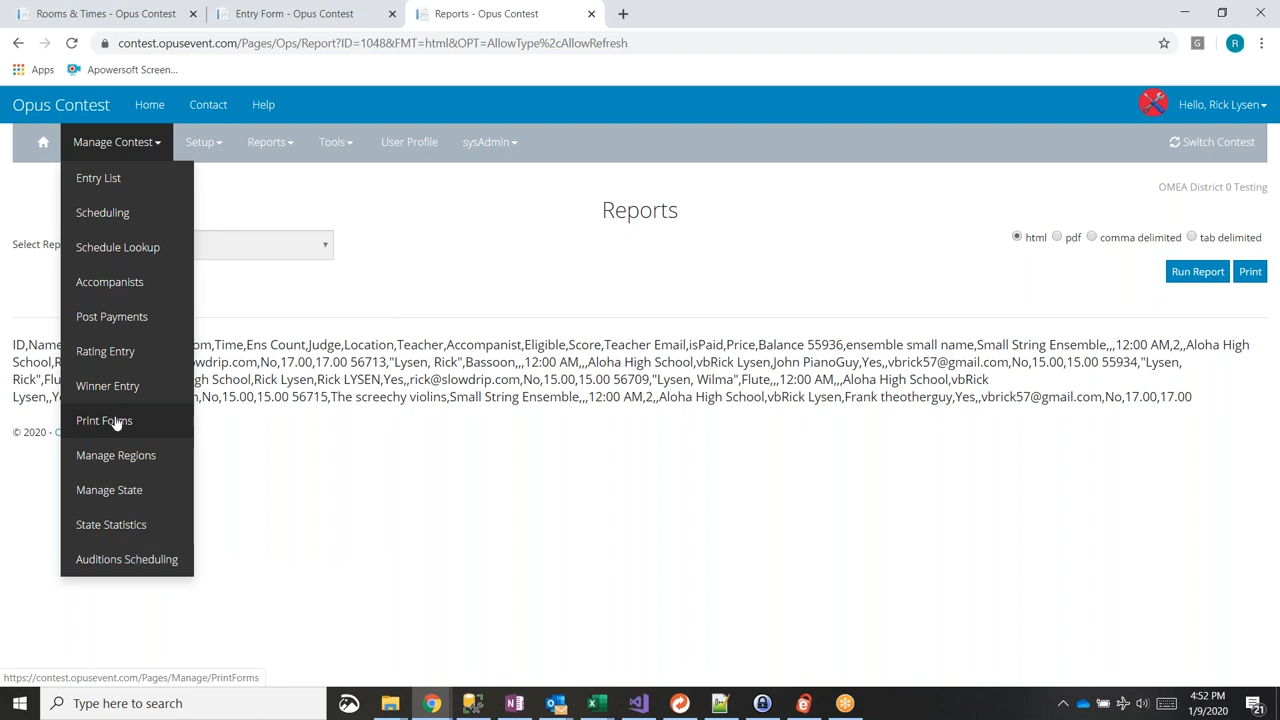 Rooms & Times - Opus Contest
Entry Form - Opus Contest
Reports - Opus Contest
contest.opusevent.com/Pages/Ops/Report?ID=1048&FMT=html&OPT=AllowType%2cAllowRefresh
G
R
Apps
Apowersoft Screen...
Opus Contest
Home
Contact
Help
Hello, Rick Lysen
Manage Contest
Setup
Reports
Tools
User Profile
sysAdmin
Switch Contest
Entry List
Scheduling
Schedule Lookup
Accompanists
Post Payments
Rating Entry
Winner Entry
Print Forms
Manage Regions
Manage State
State Statistics
Auditions Scheduling
OMEA District 0 Testing
Reports
Select Rep
html
pdf
comma delimited
tab delimited
Run Report
Print
ID,Name om,Time,Ens Count,Judge,Location,Teacher,Accompanist,Eligible,Score,Teacher Email,isPaid,Price,Balance 55936,ensemble small name,Small String Ensemble,,,12:00 AM,2,,Aloha High
School,R lowdrip.com,No,17.00,17.00 56713,"Lysen, Rick",Bassoon,,,12:00 AM,,,Aloha High School,vbRick Lysen,John PianoGuy,Yes,,vbrick57@gmail.com,No,15.00,15.00 55934,"Lysen,
Rick",Flu gh School,Rick Lysen,Rick LYSEN,Yes,,rick@slowdrip.com,No,15.00,15.00 56709,"Lysen, Wilma",Flute,,,12:00 AM,,,Aloha High School,vbRick
Lysen,,Ye ,No,15.00,15.00 56715,The screechy violins,Small String Ensemble,,,12:00 AM,2,,Aloha High School,vbRick Lysen,Frank theotherguy,Yes,,vbrick57@gmail.com,No,17.00,17.00
© 2020 - O
https://contest.opusevent.com/Pages/Manage/PrintForms
Type here to search
4:52 PM
1/9/2020
21